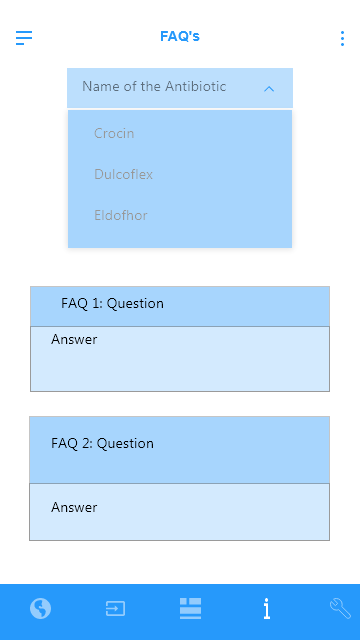 FAQ's
Name of the Antibiotic
Crocin
Dulcoflex
Eldofhor
FAQ 1: Question
Answer
FAQ 2: Question
Answer